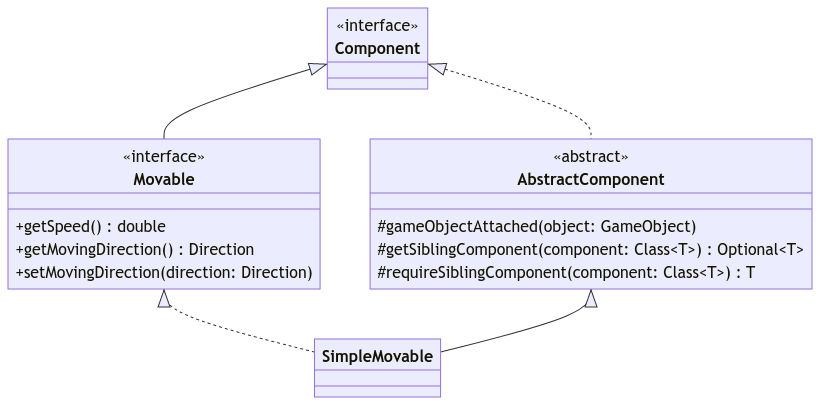 «interface»
Component
«interface»
Movable
+getSpeed() : double
+getMovingDirection() : Direction
+setMovingDirection(direction: Direction)
«abstract»
AbstractComponent
#gameObjectAttached(object: GameObject)
#getSiblingComponent(component: Class<T>) : Optional<T>
#requireSiblingComponent(component: Class<T>) : T
SimpleMovable